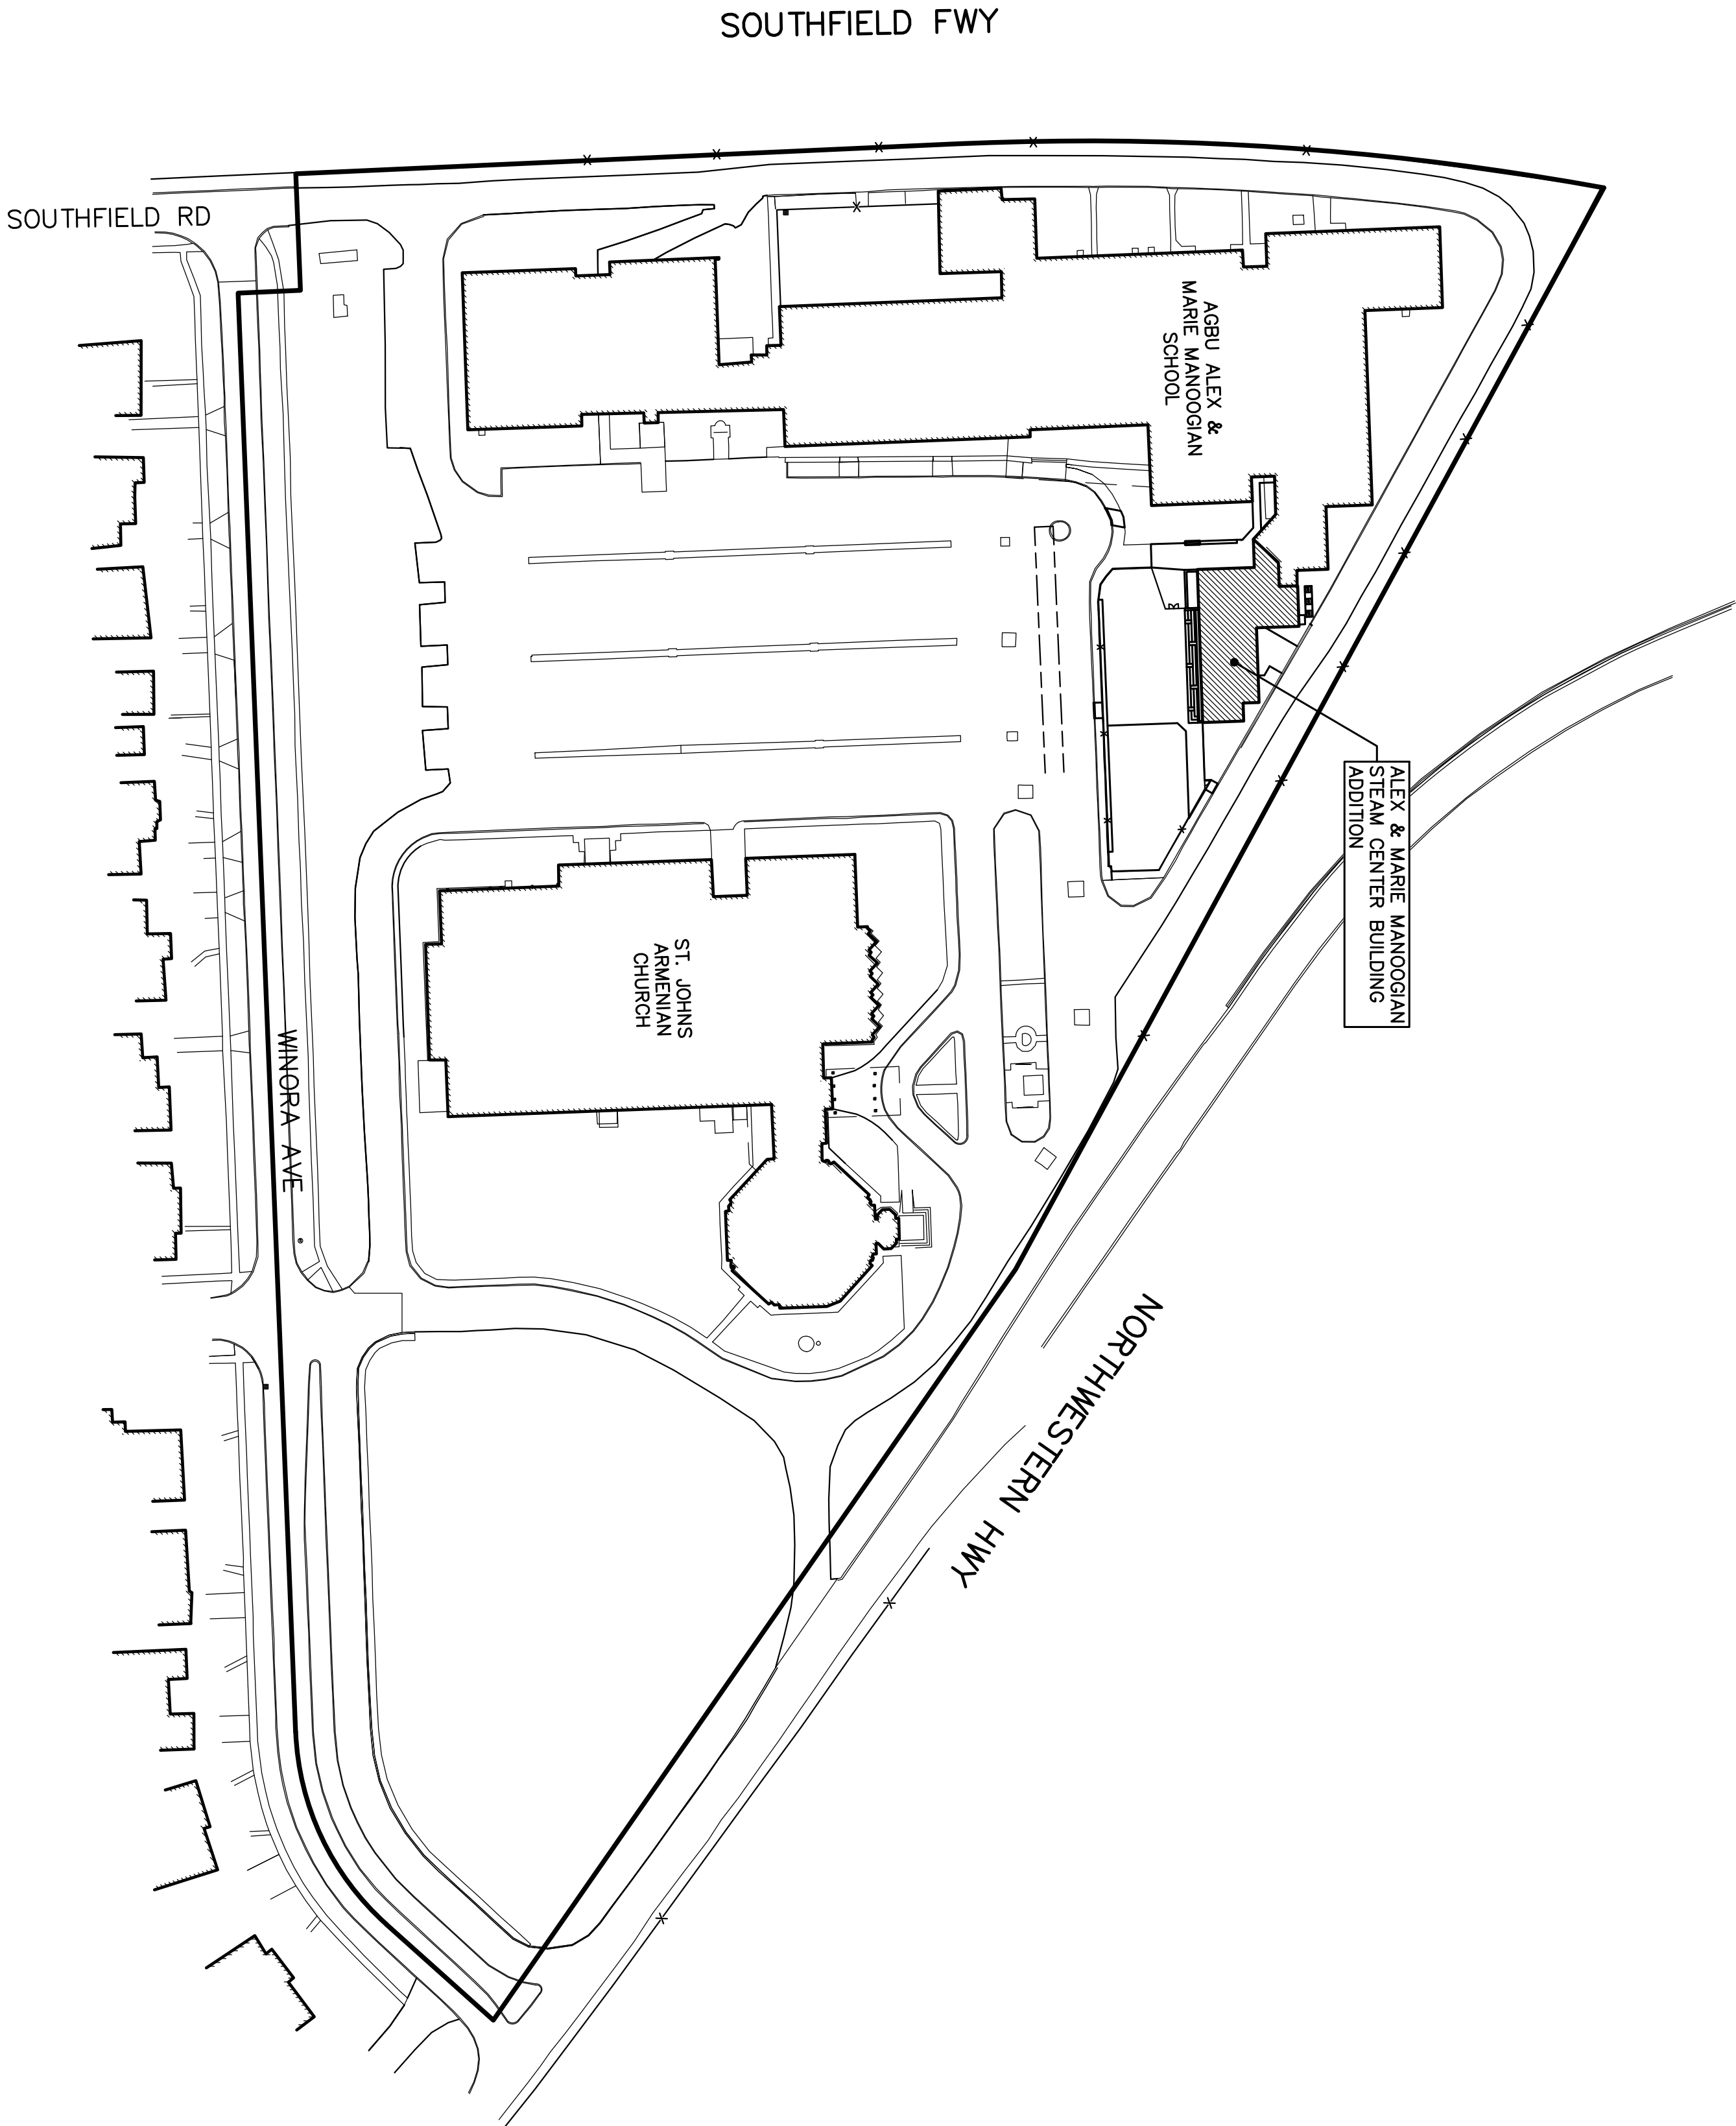 SOUTHFIELD FWY
SOUTHFIELD RD
AGBU ALEX &
MARIE MANOOGIAN
SCHOOL
ALEX & MARIE MANOOGIAN
STEAM CENTER BUILDING
ADDITION
ST. JOHNS
ARMENIAN
CHURCH
WINORA AVE
NORTHWESTERN HWY